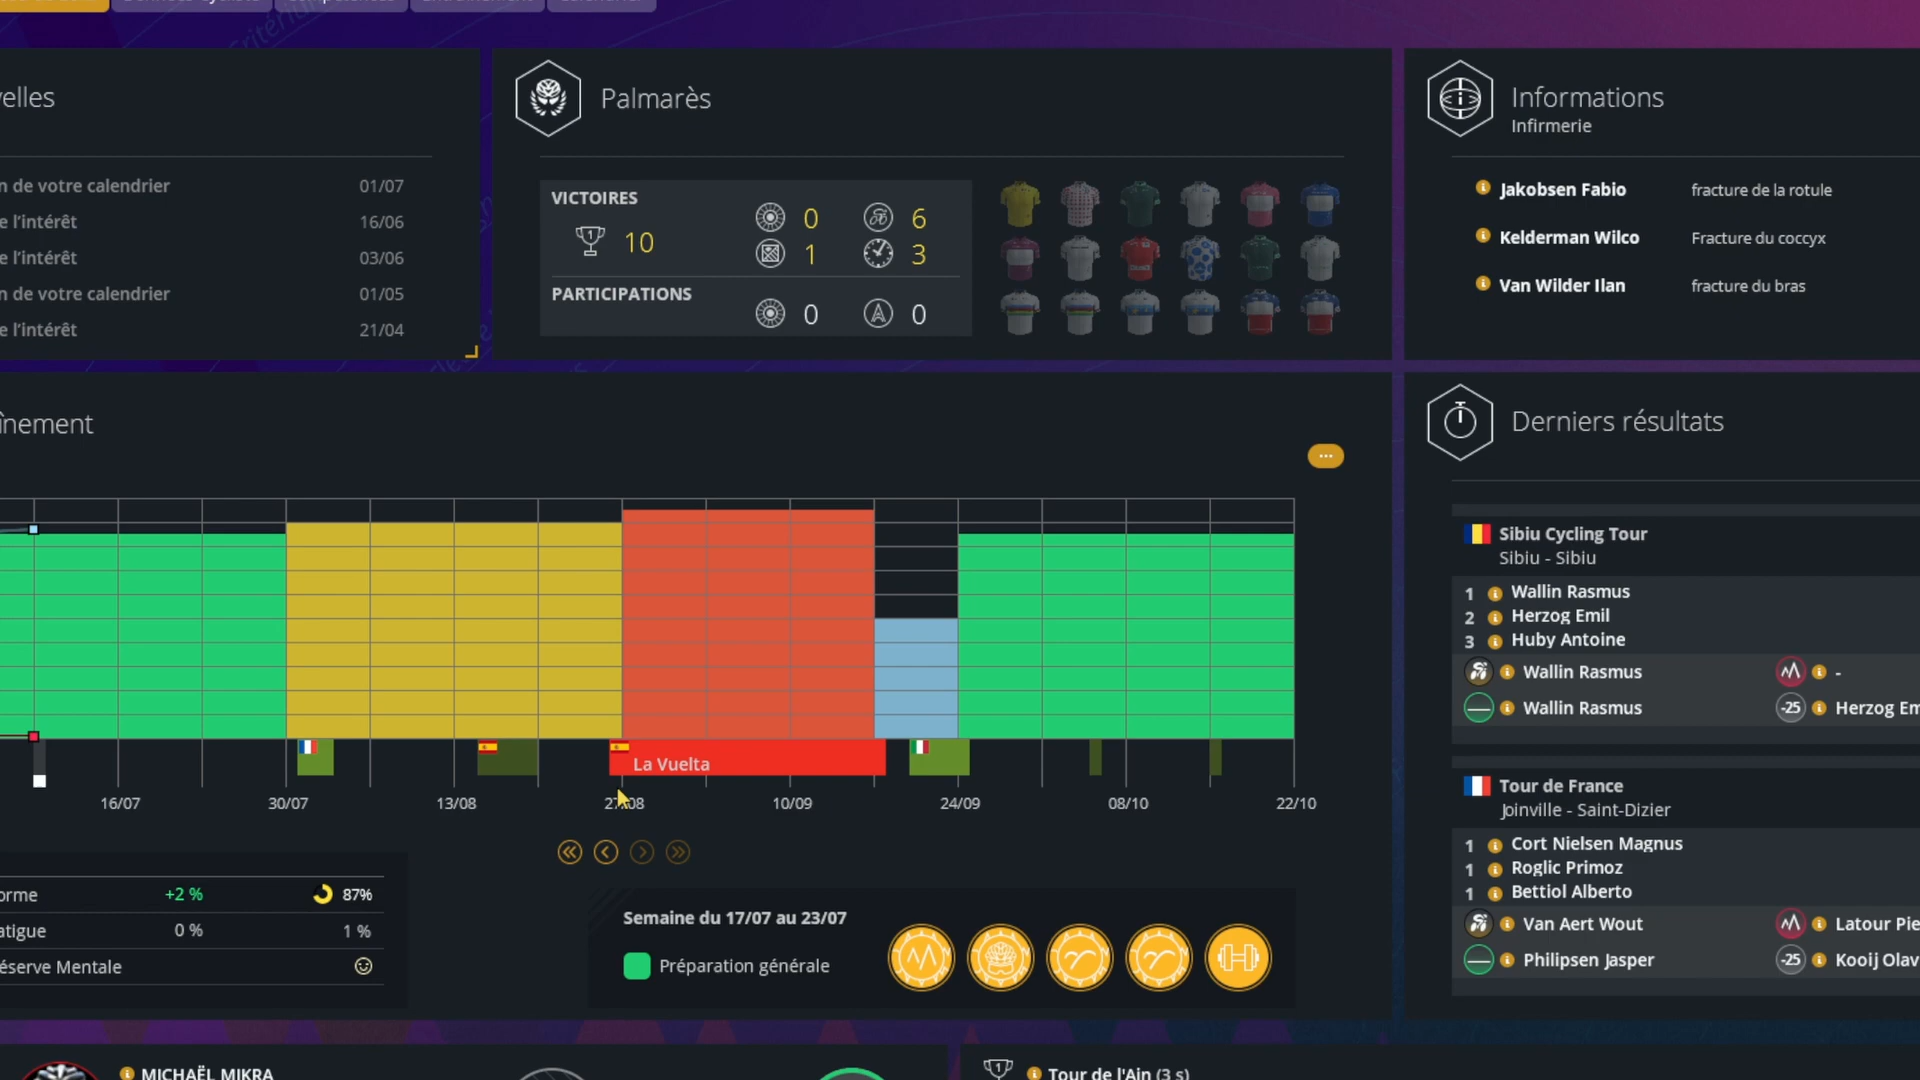 elles
n de votre calendrier 01/07
e l'intérêt 16/06
e l'intérêt 03/06
n de votre calendrier 01/05
e l'intérêt 21/04
Palmarès
VICTOIRES
10
0 6
1 3
PARTICIPATIONS
0 0
Informations
Infirmerie
Jakobsen Fabio fracture de la rotule
Kelderman Wilco Fracture du coccyx
Van Wilder Ilan fracture du bras
înement
La Vuelta
16/07 30/07 13/08 27/08 10/09 24/09 08/10 22/10
orme +2 % 87%
atigue 0 % 1 %
éserve Mentale
Semaine du 17/07 au 23/07
Préparation générale
Derniers résultats
Sibiu Cycling Tour
Sibiu - Sibiu
1 Wallin Rasmus
2 Herzog Emil
3 Huby Antoine
Wallin Rasmus -
Wallin Rasmus -25 Herzog Em
Tour de France
Joinville - Saint-Dizier
1 Cort Nielsen Magnus
1 Roglic Primoz
1 Bettiol Alberto
Van Aert Wout Latour Pie
Philipsen Jasper -25 Kooij Olav
MICHAËL MIKRA
Tour de l'Ain (3 s)